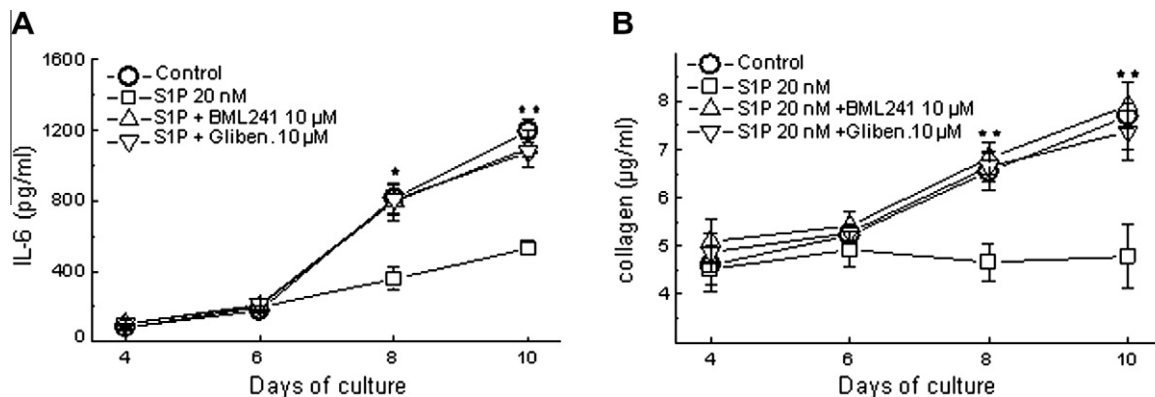 A
1600
1200
800
400
0
IL-6 (pg/ml)
Control
S1P 20 nM
S1P + BML241 10 µM
S1P + Gliben. 10 µM
*
**
4 6 8 10
Days of culture
B
8
7
6
5
4
collagen (µg/ml)
Control
S1P 20 nM
S1P 20 nM +BML241 10 µM
S1P 20 nM +Gliben. 10 µM
**
**
4 6 8 10
Days of culture